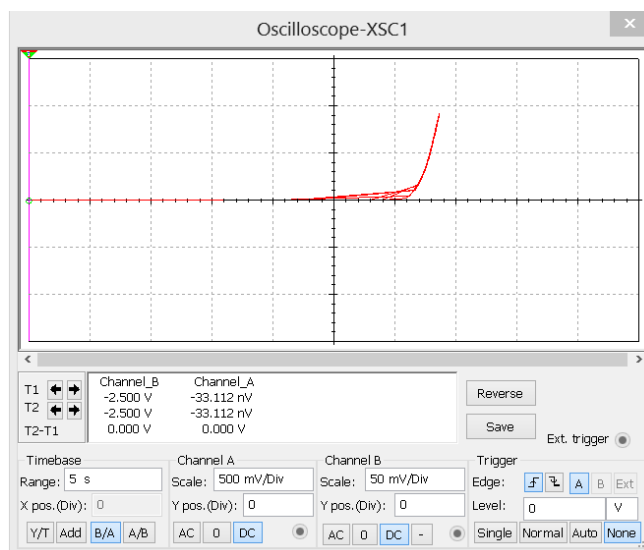 Oscilloscope-XSC1
×
T1
T2
T2-T1
Channel_B Channel_A
-2.500 V -33.112 nV
-2.500 V -33.112 nV
0.000 V 0.000 V
Reverse
Save
Ext. trigger
Timebase
Range: 5 s
X pos.(Div): 0
Y/T Add B/A A/B
Channel A
Scale: 500 mV/Div
Y pos.(Div): 0
AC 0 DC
Channel B
Scale: 50 mV/Div
Y pos.(Div): 0
AC 0 DC -
Trigger
Edge: A B Ext
Level: 0 V
Single Normal Auto None